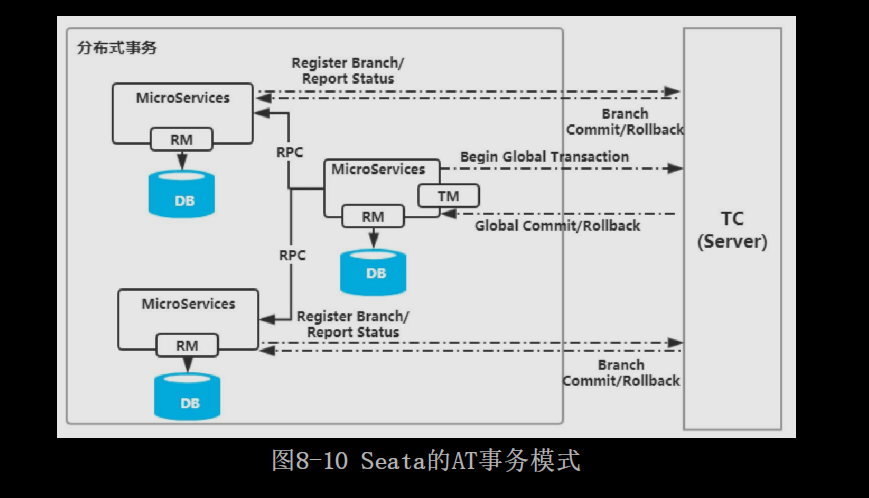 分布式事务
Register Branch/
Report Status
MicroServices
RM
DB
Branch
Commit/Rollback
RPC
Begin Global Transaction
MicroServices
TM
RM
DB
Global Commit/Rollback
TC
(Server)
RPC
MicroServices
RM
DB
Register Branch/
Report Status
Branch
Commit/Rollback
图8-10 Seata的AT事务模式